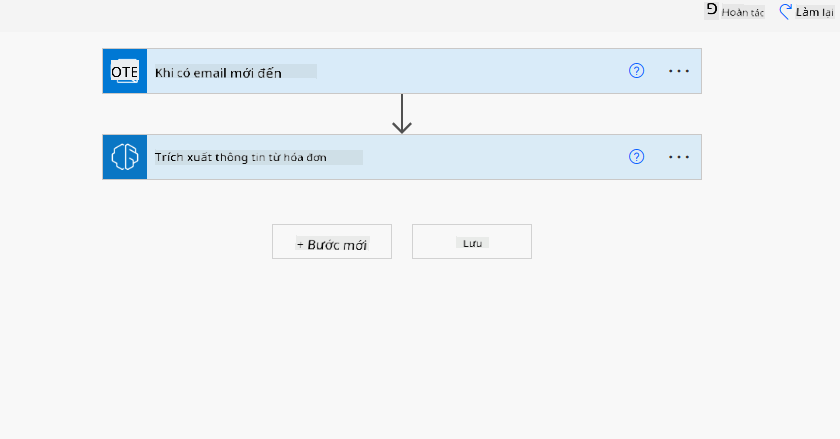 Hoàn tác Làm lại
OTE Khi có email mới đến
Trích xuất thông tin từ hóa đơn
+ Bước mới Lưu